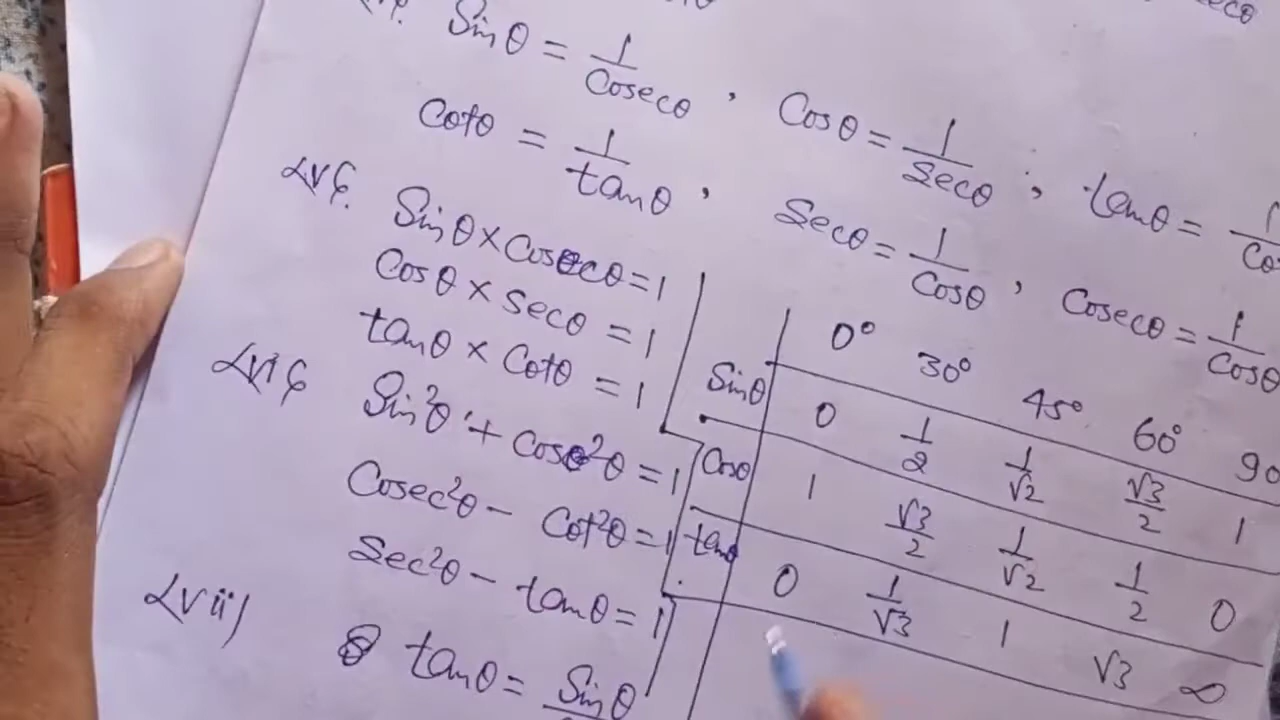 Sinθ = 1/Cosecθ , Cosθ = 1/Secθ ; tanθ = 1/Co
Cotθ = 1/tanθ , Secθ = 1/Cosθ , Cosecθ = 1/Cosθ
Sinθ × Cosecθ = 1
Cosθ × Secθ = 1
tanθ × Cotθ = 1
Sin²θ + Cos²θ = 1
Cosec²θ - Cot²θ = 1
Sec²θ - tanθ = 1
vii) tanθ = Sinθ
0° 30° 45° 60° 90
Sinθ 0 1/2 1/√2 √3/2 1
Cosθ 1 √3/2 1/√2 1/2 0
tanθ 0 1/√3 1 √3 ∞